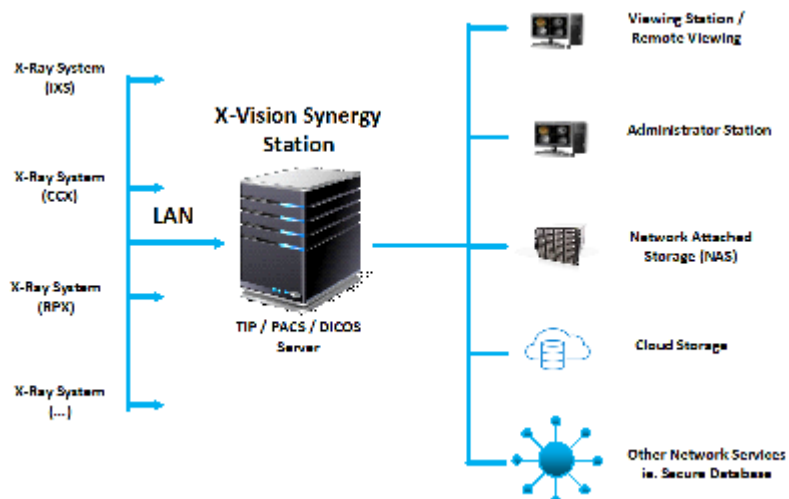 X-Ray System
(IXS)
X-Ray System
(CGX)
X-Ray System
(RPX)
X-Ray System
(...)
LAN
X-Vision Synergy
Station
TIP / PACS / DICOS
Server
Viewing Station /
Remote Viewing
Administrator Station
Network Attached
Storage (NAS)
Cloud Storage
Other Network Services
ie. Secure Database